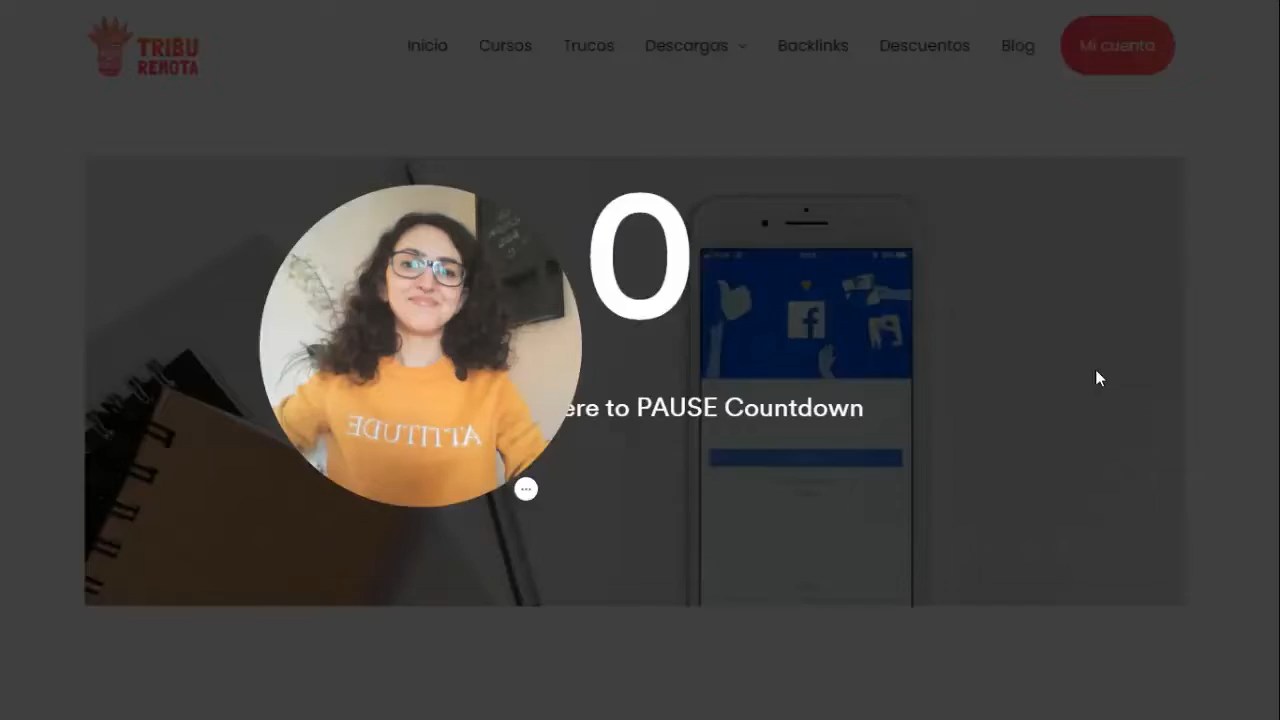 TRIBU
REMOTA
Inicio Cursos Trucos Descargas Backlinks Descuentos Blog Mi cuenta
0
ere to PAUSE Countdown
ATTITUDE